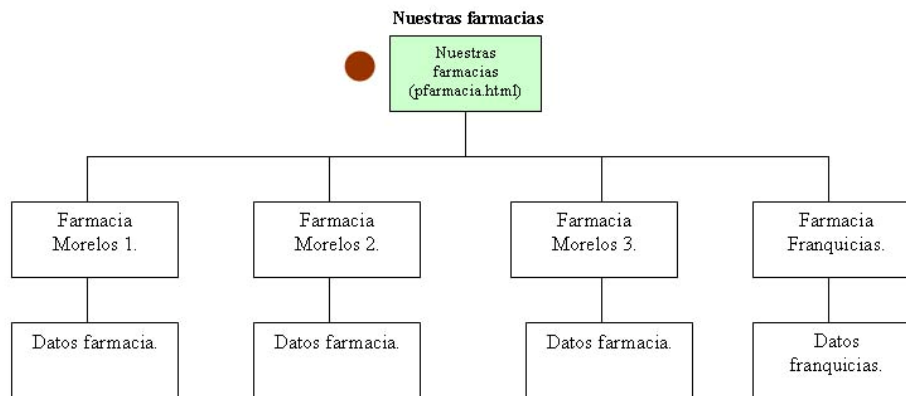 Nuestras farmacias
Nuestras
farmacias
(pfarmacia.html)
Farmacia
Morelos 1.
Farmacia
Morelos 2.
Farmacia
Morelos 3.
Farmacia
Franquicias.
Datos farmacia.
Datos farmacia.
Datos farmacia.
Datos
franquicias.